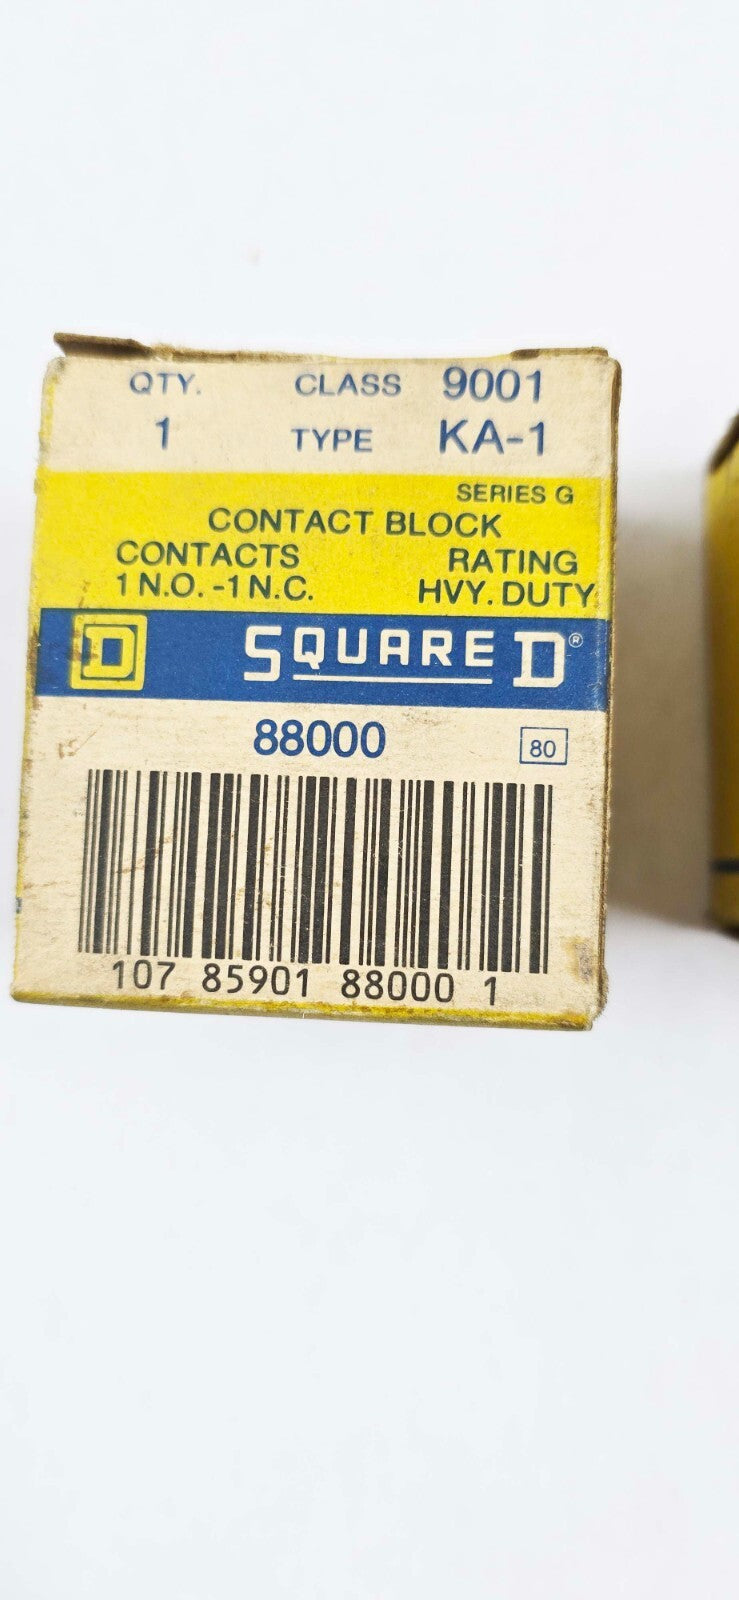 QTY. CLASS 9001
1 TYPE KA-1
SERIES G
CONTACT BLOCK
CONTACTS RATING
1 N.O. -1 N.C. HVY. DUTY
D SQUARE D®
88000 80
107 85901 88000 1